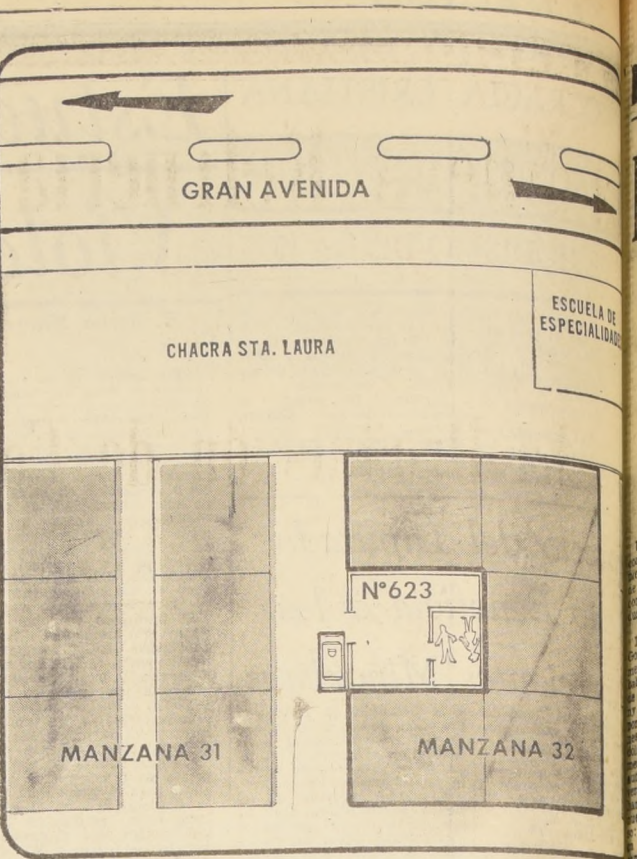 GRAN AVENIDA
ESCUELA DE
ESPECIALIDADES
CHACRA STA. LAURA
N°623
MANZANA 31
MANZANA 32